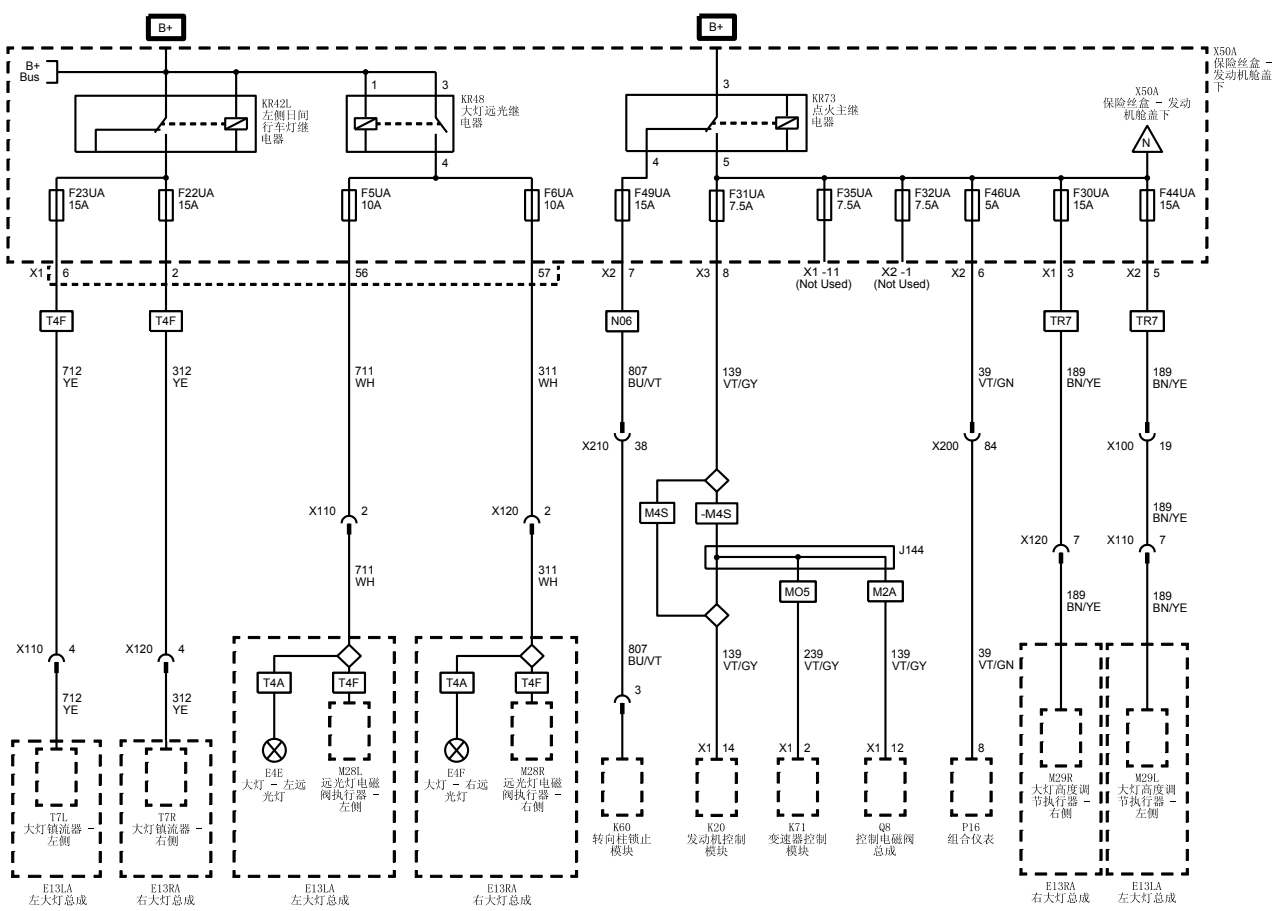 B+
B+
X50A
保险丝盒 –
发动机舱盖
下
B+
Bus
1
3
3
KR42L
左侧日间
行车灯继
电器
KR48
大灯远光继
电器
KR73
点火主继
电器
X50A
保险丝盒 – 发动
机舱盖下
N
4
4
5
F23UA
15A
F22UA
15A
F5UA
10A
F6UA
10A
F49UA
15A
F31UA
7.5A
F35UA
7.5A
F32UA
7.5A
F46UA
5A
F30UA
15A
F44UA
15A
X1
6
2
56
57
X2
7
X3
8
X1 -11
(Not Used)
X2 -1
(Not Used)
X2
6
X1
3
X2
5
T4F
T4F
N06
TR7
TR7
712
YE
312
YE
711
WH
311
WH
807
BU/VT
139
VT/GY
39
VT/GN
189
BN/YE
189
BN/YE
X210
38
X200
84
X100
19
X110
2
X120
2
M4S
-M4S
189
BN/YE
X120
7
X110
7
J144
711
WH
311
WH
MO5
M2A
189
BN/YE
189
BN/YE
X110
4
X120
4
807
BU/VT
139
VT/GY
239
VT/GY
139
VT/GY
39
VT/GN
T4A
T4F
T4A
T4F
712
YE
312
YE
3
X1
14
X1
2
X1
12
8
E4E
大灯 – 左远
光灯
M28L
远光灯电磁
阀执行器 –
左侧
E4F
大灯 – 右远
光灯
M28R
远光灯电磁
阀执行器 –
右侧
M29R
大灯高度调
节执行器 –
右侧
M29L
大灯高度调
节执行器 –
左侧
T7L
大灯镇流器 –
左侧
T7R
大灯镇流器 –
右侧
K60
转向柱锁止
模块
K20
发动机控制
模块
K71
变速器控制
模块
Q8
控制电磁阀
总成
P16
组合仪表
E13LA
左大灯总成
E13RA
右大灯总成
E13LA
左大灯总成
E13RA
右大灯总成
E13RA
右大灯总成
E13LA
左大灯总成